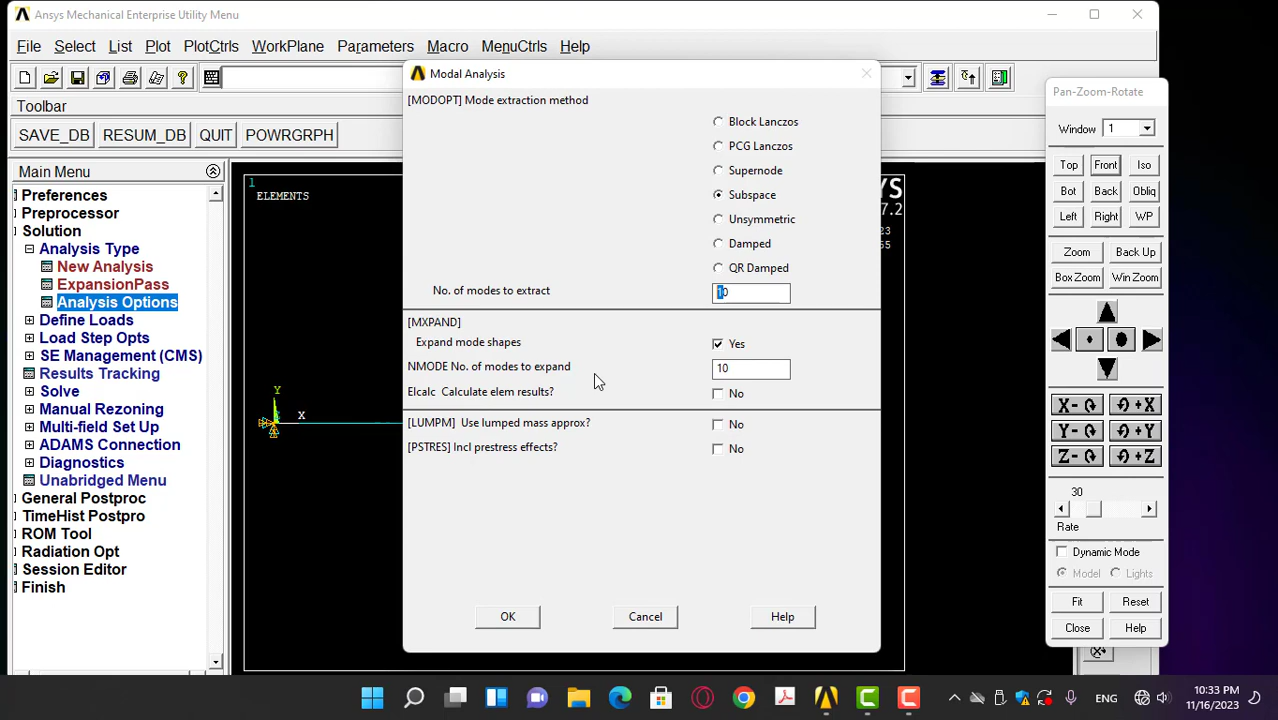 Ansys Mechanical Enterprise Utility Menu
File Select List Plot PlotCtrls WorkPlane Parameters Macro MenuCtrls Help
Toolbar
SAVE_DB RESUM_DB QUIT POWRGRPH
Main Menu
Preferences
Preprocessor
Solution
Analysis Type
New Analysis
ExpansionPass
Analysis Options
Define Loads
Load Step Opts
SE Management (CMS)
Results Tracking
Solve
Manual Rezoning
Multi-field Set Up
ADAMS Connection
Diagnostics
Unabridged Menu
General Postproc
TimeHist Postpro
ROM Tool
Radiation Opt
Session Editor
Finish
1
ELEMENTS
Y
X
YS
7.2
23
55
Modal Analysis
[MODOPT] Mode extraction method
Block Lanczos
PCG Lanczos
Supernode
Subspace
Unsymmetric
Damped
QR Damped
No. of modes to extract 10
[MXPAND]
Expand mode shapes Yes
NMODE No. of modes to expand 10
Elcalc Calculate elem results? No
[LUMPM] Use lumped mass approx? No
[PSTRES] Incl prestress effects? No
OK Cancel Help
Pan-Zoom-Rotate
Window 1
Top Front Iso
Bot Back Obliq
Left Right WP
Zoom Back Up
Box Zoom Win Zoom
X- +X
Y- +Y
Z- +Z
30
Rate
Dynamic Mode
Model Lights
Fit Reset
Close Help
ENG
10:33 PM
11/16/2023